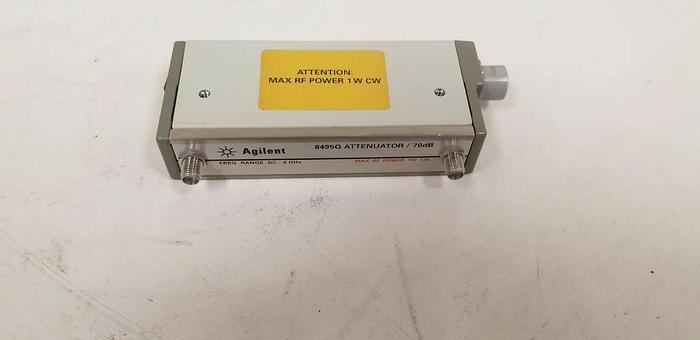 ATTENTION:
MAX RF POWER 1W CW
Agilent 8495G ATTENUATOR / 70dB
FREQ. RANGE DC - 4 GHz MAX RF POWER 1W CW